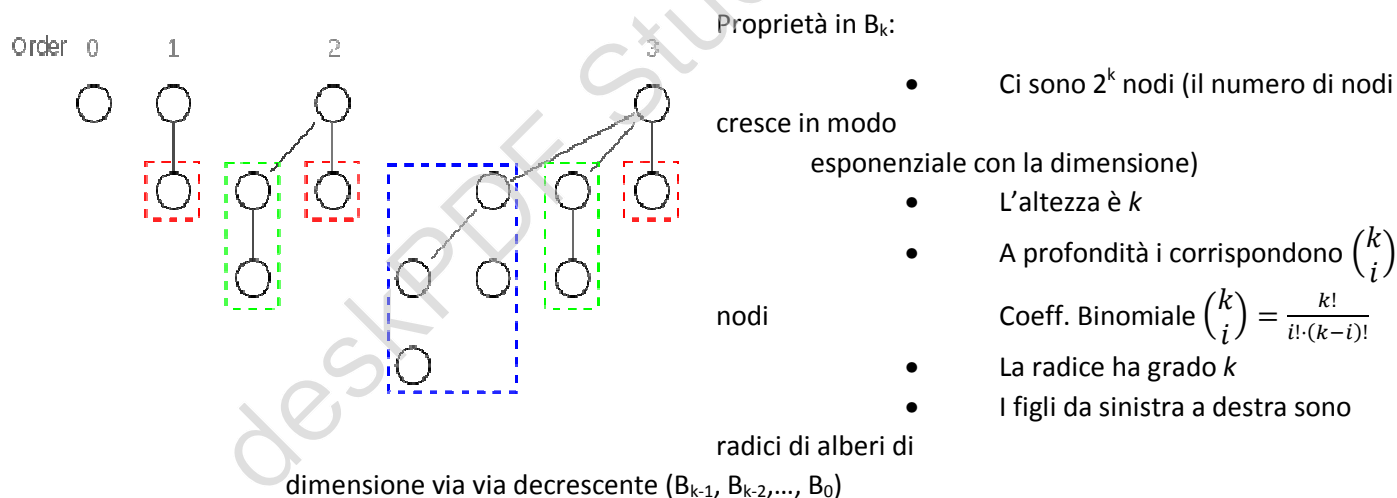 Order 0 1 2 3
Proprietà in Bₖ:
• Ci sono 2ᵏ nodi (il numero di nodi
cresce in modo
esponenziale con la dimensione)
• L'altezza è k
• A profondità i corrispondono (k i)
nodi Coeff. Binomiale (k i) = k! / i!·(k−i)!
• La radice ha grado k
• I figli da sinistra a destra sono
radici di alberi di
dimensione via via decrescente (Bₖ₋₁, Bₖ₋₂,..., B₀)
deskPDF Stu